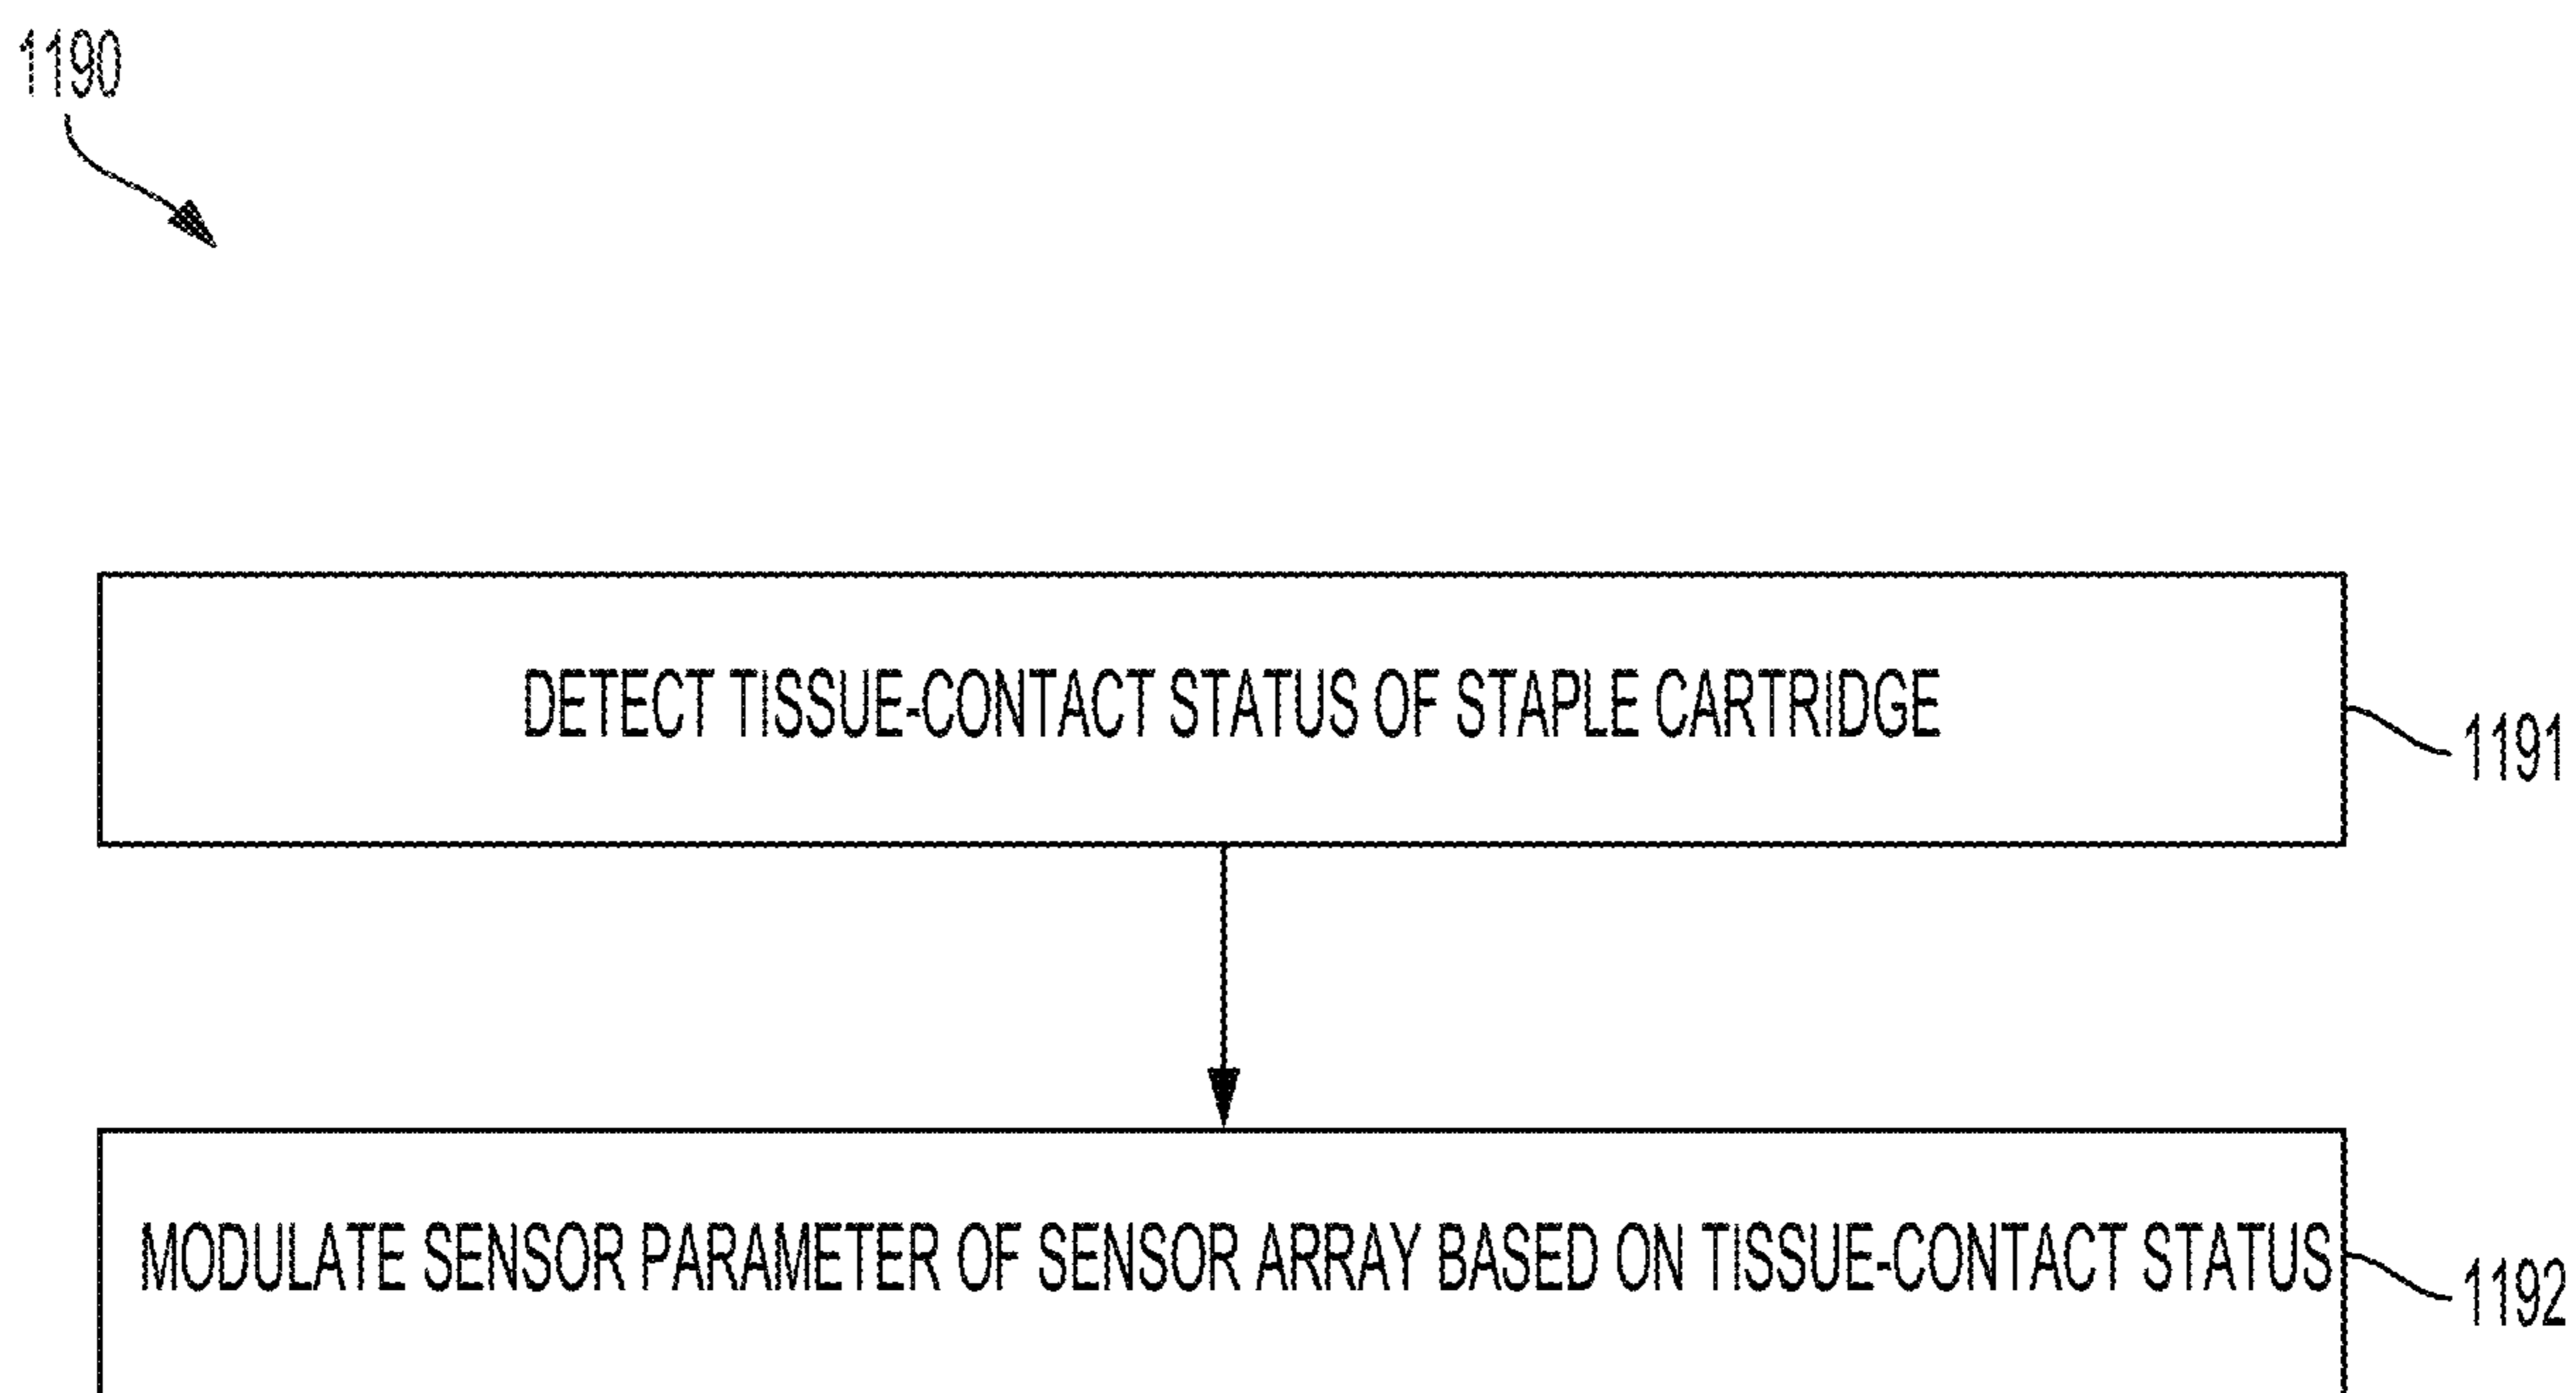 1190
DETECT TISSUE-CONTACT STATUS OF STAPLE CARTRIDGE
1191
MODULATE SENSOR PARAMETER OF SENSOR ARRAY BASED ON TISSUE-CONTACT STATUS
1192